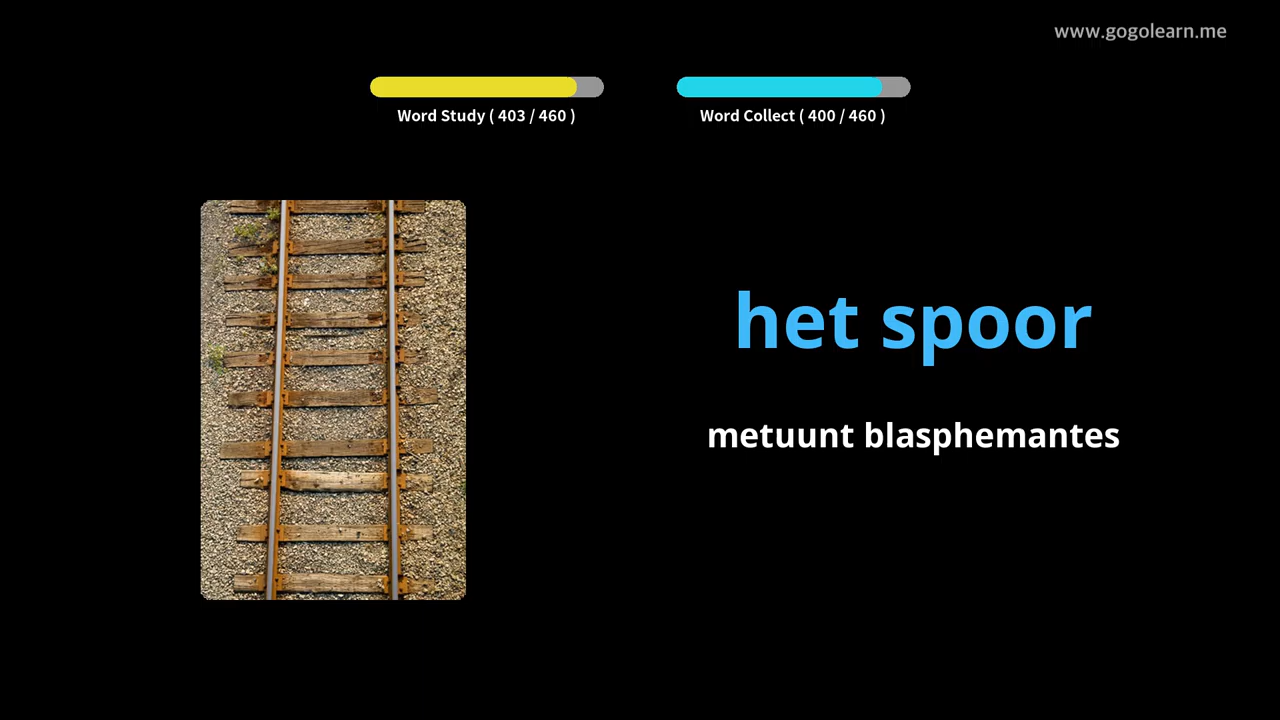 www.gogolearn.me
Word Study ( 403 / 460 )
Word Collect ( 400 / 460 )
het spoor
metuunt blasphemantes